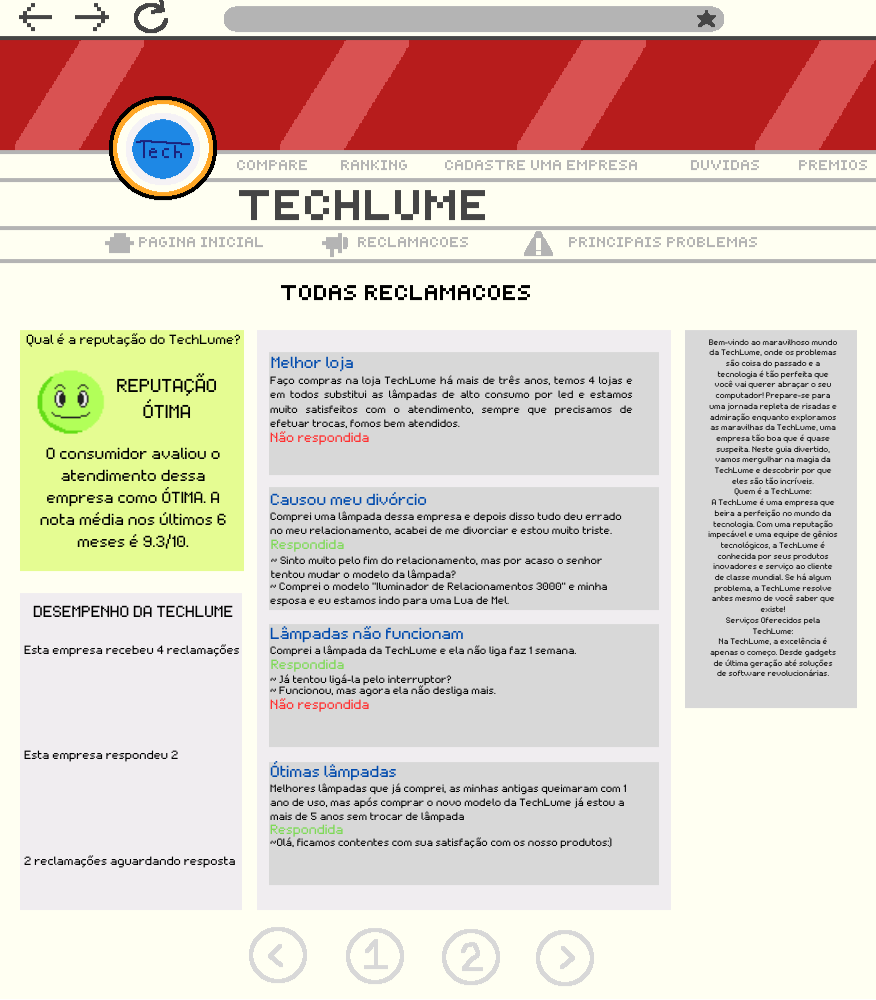 Tech
COMPARE RANKING CADASTRE UMA EMPRESA DUVIDAS PREMIOS
TECHLUME
PAGINA INICIAL RECLAMACOES PRINCIPAIS PROBLEMAS
TODAS RECLAMACOES
Qual é a reputação do TechLume?
REPUTAÇÃO
ÓTIMA
O consumidor avaliou o
atendimento dessa
empresa como ÓTIMA. A
nota média nos últimos 6
meses é 9.3/10.
DESEMPENHO DA TECHLUME
Esta empresa recebeu 4 reclamações
Esta empresa respondeu 2
2 reclamações aguardando resposta
Melhor loja
Faço compras na loja TechLume há mais de três anos, temos 4 lojas e
em todos substitui as lâmpadas de alto consumo por led e estamos
muito satisfeitos com o atendimento, sempre que precisamos de
efetuar trocas, fomos bem atendidos.
Não respondida
Causou meu divórcio
Comprei uma lâmpada dessa empresa e depois disso tudo deu errado
no meu relacionamento, acabei de me divorciar e estou muito triste.
Respondida
~ Sinto muito pelo fim do relacionamento, mas por acaso o senhor
tentou mudar o modelo da lâmpada?
~ Comprei o modelo "Iluminador de Relacionamentos 3000" e minha
esposa e eu estamos indo para uma Lua de Mel.
Lâmpadas não funcionam
Comprei a lâmpada da TechLume e ela não liga faz 1 semana.
Respondida
~ Já tentou ligá-la pelo interruptor?
~ Funcionou, mas agora ela não desliga mais.
Não respondida
Ótimas lâmpadas
Melhores lâmpadas que já comprei, as minhas antigas queimaram com 1
ano de uso, mas após comprar o novo modelo da TechLume já estou a
mais de 5 anos sem trocar de lâmpada
Respondida
~Olá, ficamos contentes com sua satisfação com os nosso produtos:)
Bem-vindo ao maravilhoso mundo
da TechLume, onde os problemas
são coisa do passado e a
tecnologia é tão perfeita que
você vai querer abraçar o seu
computador! Prepare-se para
uma jornada repleta de risadas e
admiração enquanto exploramos
as maravilhas da TechLume, uma
empresa tão boa que é quase
suspeita. Neste guia divertido,
vamos mergulhar na magia da
TechLume e descobrir por que
eles são tão incríveis.
Quem é a TechLume:
A TechLume é uma empresa que
beira a perfeição no mundo da
tecnologia. Com uma reputação
impecável e uma equipe de gênios
tecnológicos, a TechLume é
conhecida por seus produtos
inovadores e serviço ao cliente
de classe mundial. Se há algum
problema, a TechLume resolve
antes mesmo de você saber que
existe!
Serviços Oferecidos pela
TechLume:
Na TechLume, a excelência é
apenas o começo. Desde gadgets
de última geração até soluções
de software revolucionárias.
1 2